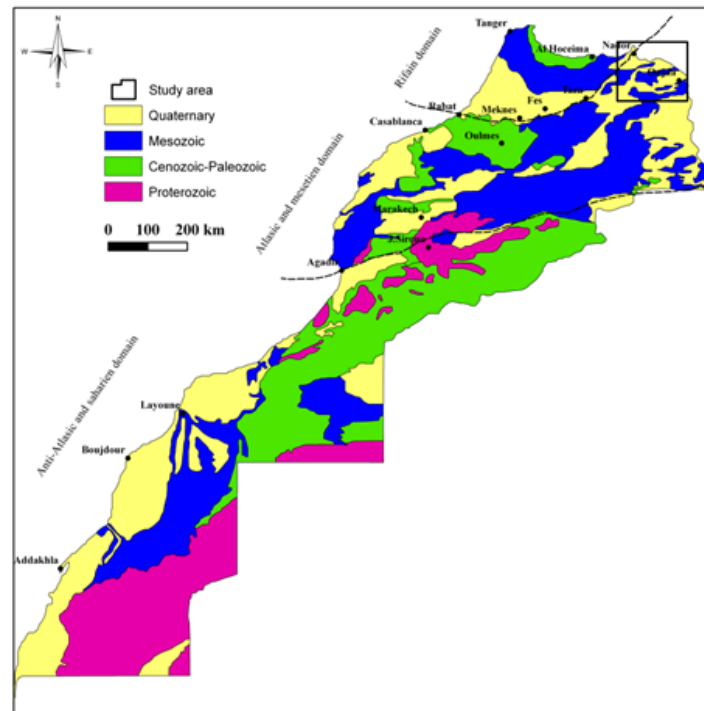 N
W
E
S
Study area
Quaternary
Mesozoic
Cenozoic-Paleozoic
Proterozoic
0
100
200 km
Rifain domain
Atlasic and mesetien domain
Anti-Atlasic and saharien domain
Tanger
Al Hoceima
Nador
Oujda
Taza
Fes
Meknes
Rabat
Casablanca
Oulmes
Marakech
J.Siroua
Agadir
Layoune
Boujdour
Addakhla